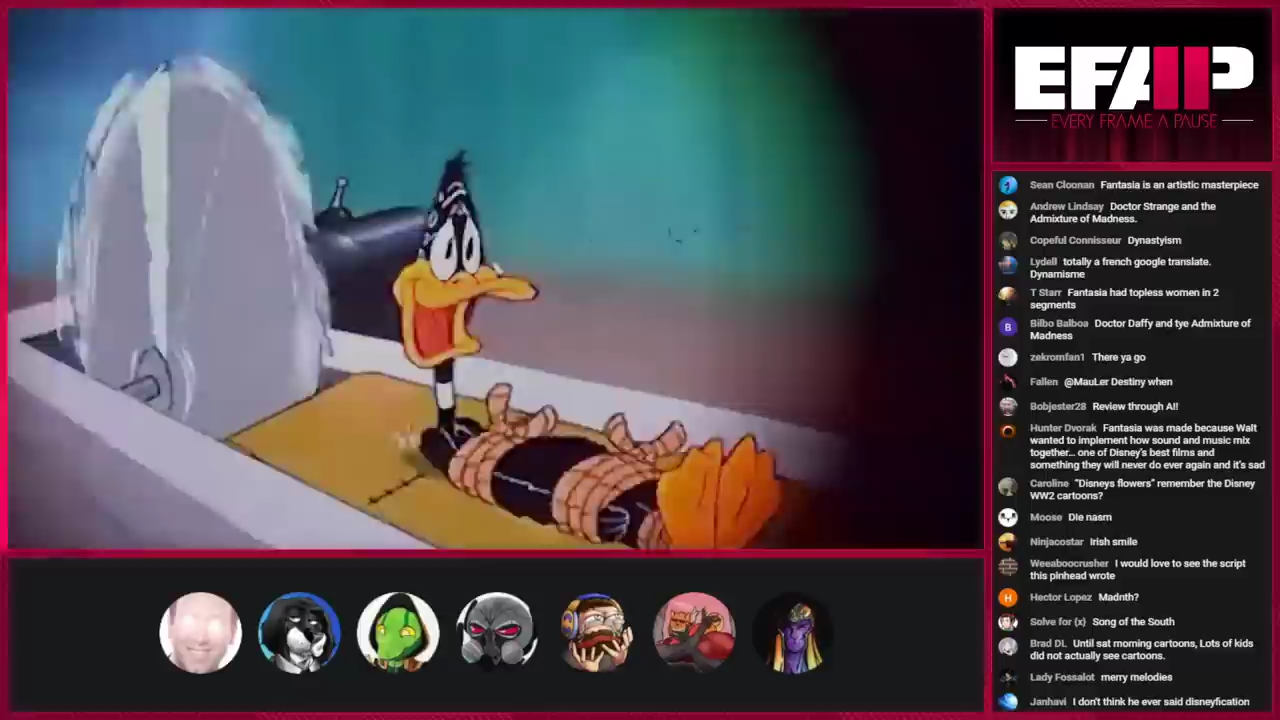 EFAP
EVERY FRAME A PAUSE
Sean Cloonan Fantasia is an artistic masterpiece
Andrew Lindsay Doctor Strange and the
Admixture of Madness.
Copeful Connisseur Dynastyism
Lydell totally a french google translate.
Dynamisme
T Starr Fantasia had topless women in 2
segments
B
Bilbo Balboa Doctor Daffy and tye Admixture of
Madness
zekromfan1 There ya go
Fallen @MauLer Destiny when
Bobjester28 Review through AI!
Hunter Dvorak Fantasia was made because Walt
wanted to implement how sound and music mix
together... one of Disney's best films and
something they will never do ever again and it's sad
Caroline “Disneys flowers” remember the Disney
WW2 cartoons?
Moose Die nasm
Ninjacostar Irish smile
Weeaboocrusher I would love to see the script
this pinhead wrote
H
Hector Lopez Madnth?
Solve for {x} Song of the South
Brad DL Until sat morning cartoons, Lots of kids
did not actually see cartoons.
Lady Fossalot merry melodies
Janhavi I don't think he ever said disneyfication